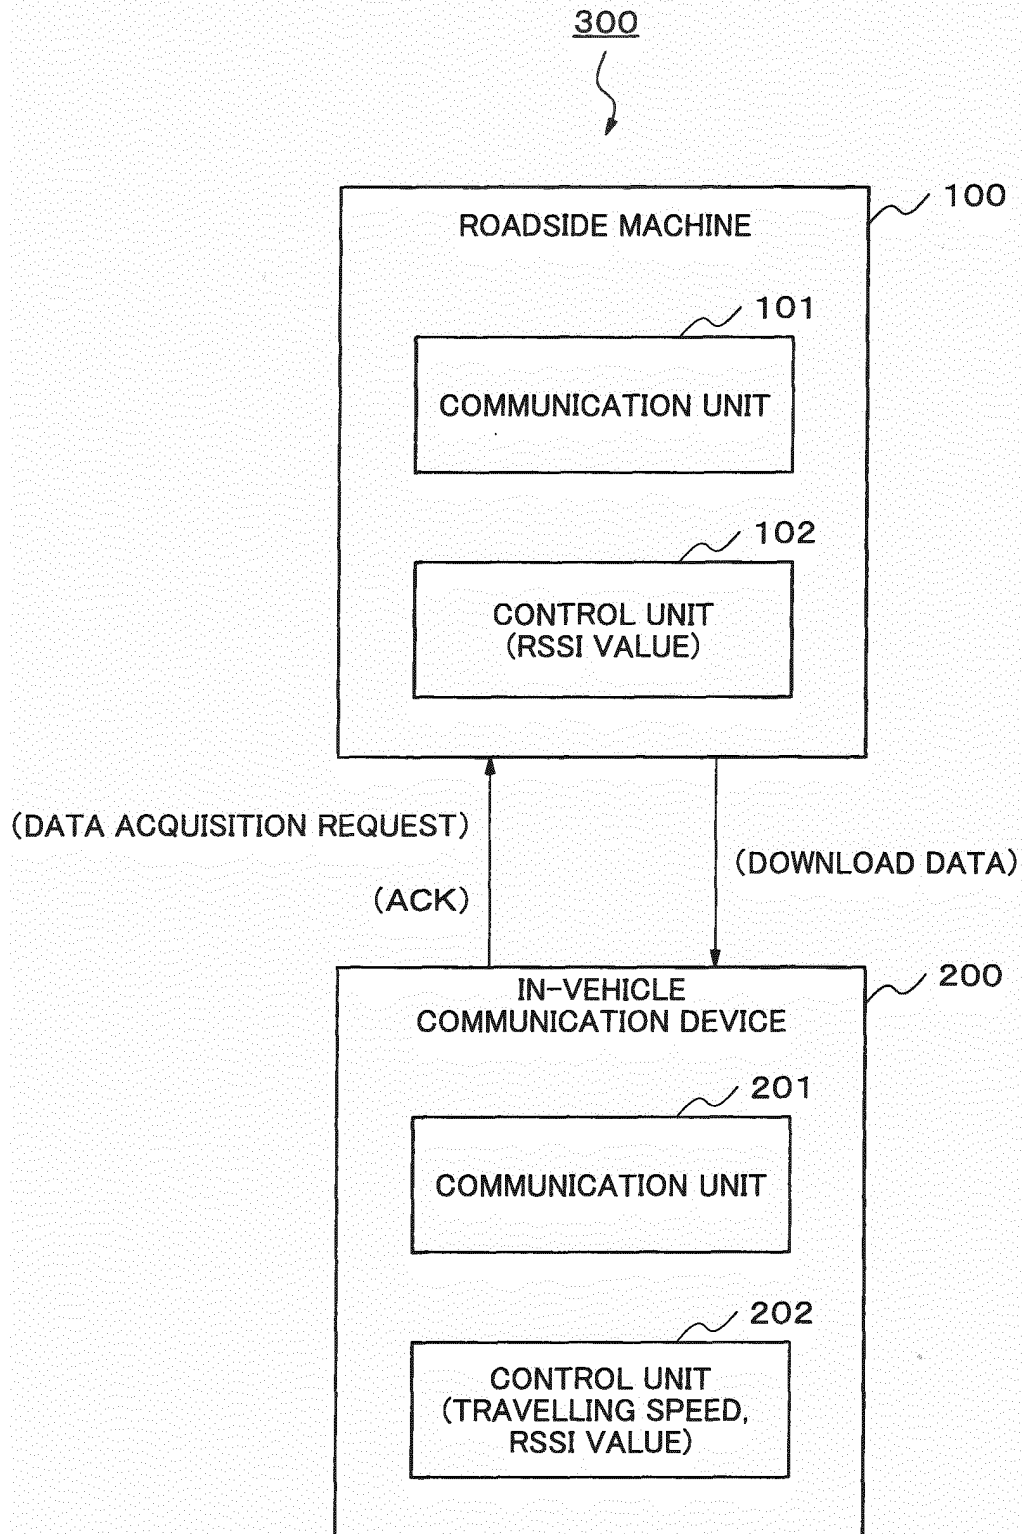 300
100
ROADSIDE MACHINE
101
COMMUNICATION UNIT
102
CONTROL UNIT
(RSSI VALUE)
(DATA ACQUISITION REQUEST)
(DOWNLOAD DATA)
(ACK)
200
IN-VEHICLE
COMMUNICATION DEVICE
201
COMMUNICATION UNIT
202
CONTROL UNIT
(TRAVELLING SPEED,
RSSI VALUE)